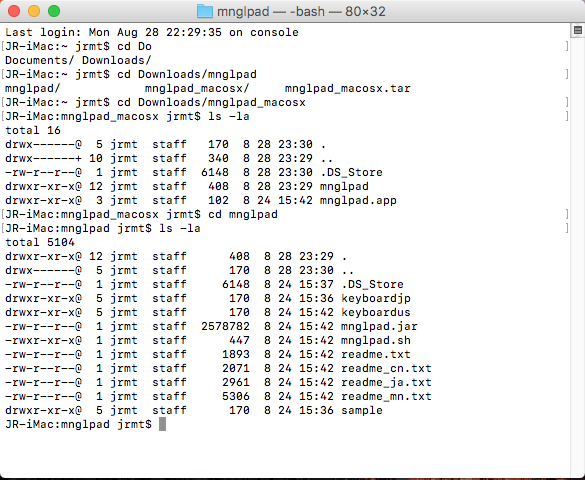 mnglpad — -bash — 80×32
Last login: Mon Aug 28 22:29:35 on console
[JR-iMac:~ jrmt$ cd Do ]
Documents/ Downloads/
[JR-iMac:~ jrmt$ cd Downloads/mnglpad ]
mnglpad/ mnglpad_macosx/ mnglpad_macosx.tar
[JR-iMac:~ jrmt$ cd Downloads/mnglpad_macosx ]
[JR-iMac:mnglpad_macosx jrmt$ ls -la ]
total 16
drwx------@ 5 jrmt staff 170 8 28 23:30 .
drwx------+ 10 jrmt staff 340 8 28 23:29 ..
-rw-r--r--@ 1 jrmt staff 6148 8 28 23:30 .DS_Store
drwxr-xr-x@ 12 jrmt staff 408 8 28 23:29 mnglpad
drwxr-xr-x@ 3 jrmt staff 102 8 24 15:42 mnglpad.app
[JR-iMac:mnglpad_macosx jrmt$ cd mnglpad ]
[JR-iMac:mnglpad jrmt$ ls -la ]
total 5104
drwxr-xr-x@ 12 jrmt staff 408 8 28 23:29 .
drwx------@ 5 jrmt staff 170 8 28 23:30 ..
-rw-r--r--@ 1 jrmt staff 6148 8 24 15:37 .DS_Store
drwxr-xr-x@ 5 jrmt staff 170 8 24 15:36 keyboardjp
drwxr-xr-x@ 5 jrmt staff 170 8 24 15:42 keyboardus
-rw-r--r--@ 1 jrmt staff 2578782 8 24 15:42 mnglpad.jar
-rwxr-xr-x@ 1 jrmt staff 447 8 24 15:42 mnglpad.sh
-rw-r--r--@ 1 jrmt staff 1893 8 24 15:42 readme.txt
-rw-r--r--@ 1 jrmt staff 2071 8 24 15:42 readme_cn.txt
-rw-r--r--@ 1 jrmt staff 2961 8 24 15:42 readme_ja.txt
-rw-r--r--@ 1 jrmt staff 5306 8 24 15:42 readme_mn.txt
drwxr-xr-x@ 5 jrmt staff 170 8 24 15:36 sample
JR-iMac:mnglpad jrmt$